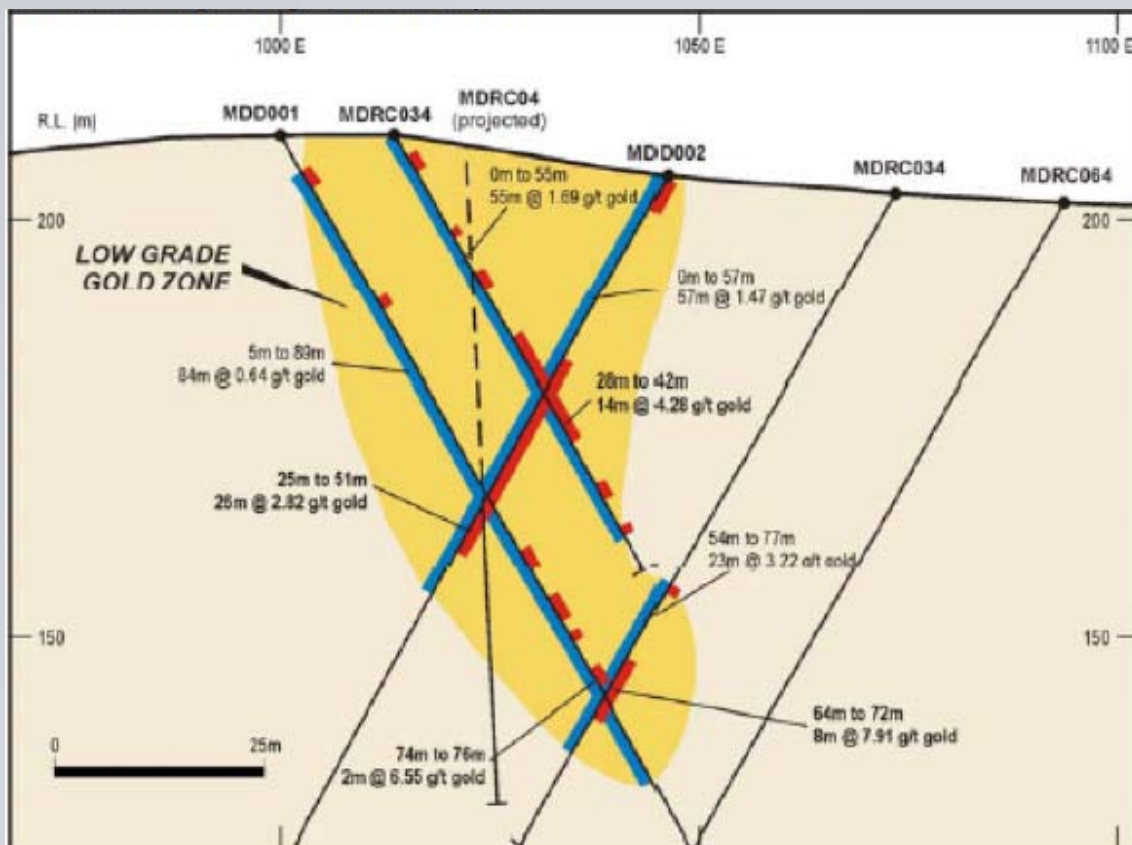 1000 E
1050 E
1100 E
R.L. (m)
MDD001
MDRC034
MDRC04
(projected)
MDD002
MDRC034
MDRC064
0m to 55m
55m @ 1.69 g/t gold
200
200
LOW GRADE
GOLD ZONE
0m to 57m
57m @ 1.47 g/t gold
5m to 89m
84m @ 0.64 g/t gold
28m to 42m
14m @ 4.28 g/t gold
25m to 51m
26m @ 2.82 g/t gold
54m to 77m
23m @ 3.22 g/t gold
150
150
64m to 72m
8m @ 7.91 g/t gold
0
25m
74m to 76m
2m @ 6.55 g/t gold